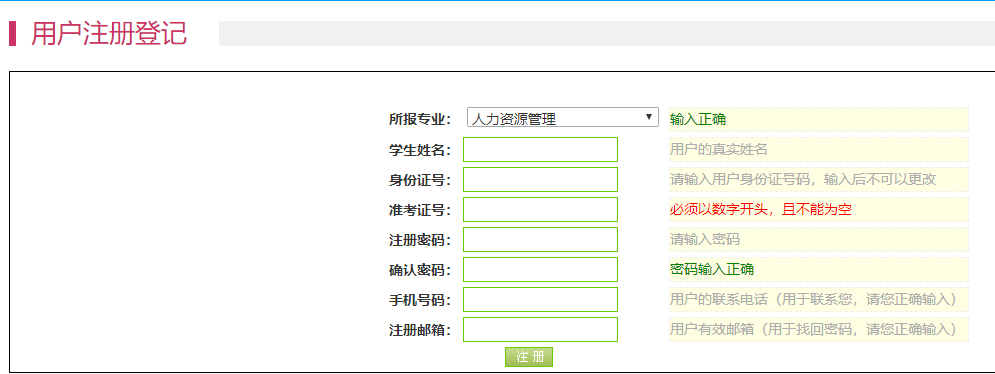 用户注册登记
所报专业： 人力资源管理 输入正确
学生姓名： 用户的真实姓名
身份证号： 请输入用户身份证号码，输入后不可以更改
准考证号： 必须以数字开头，且不能为空
注册密码： 请输入密码
确认密码： 密码输入正确
手机号码： 用户的联系电话（用于联系您，请您正确输入）
注册邮箱： 用户有效邮箱（用于找回密码，请您正确输入）
注 册